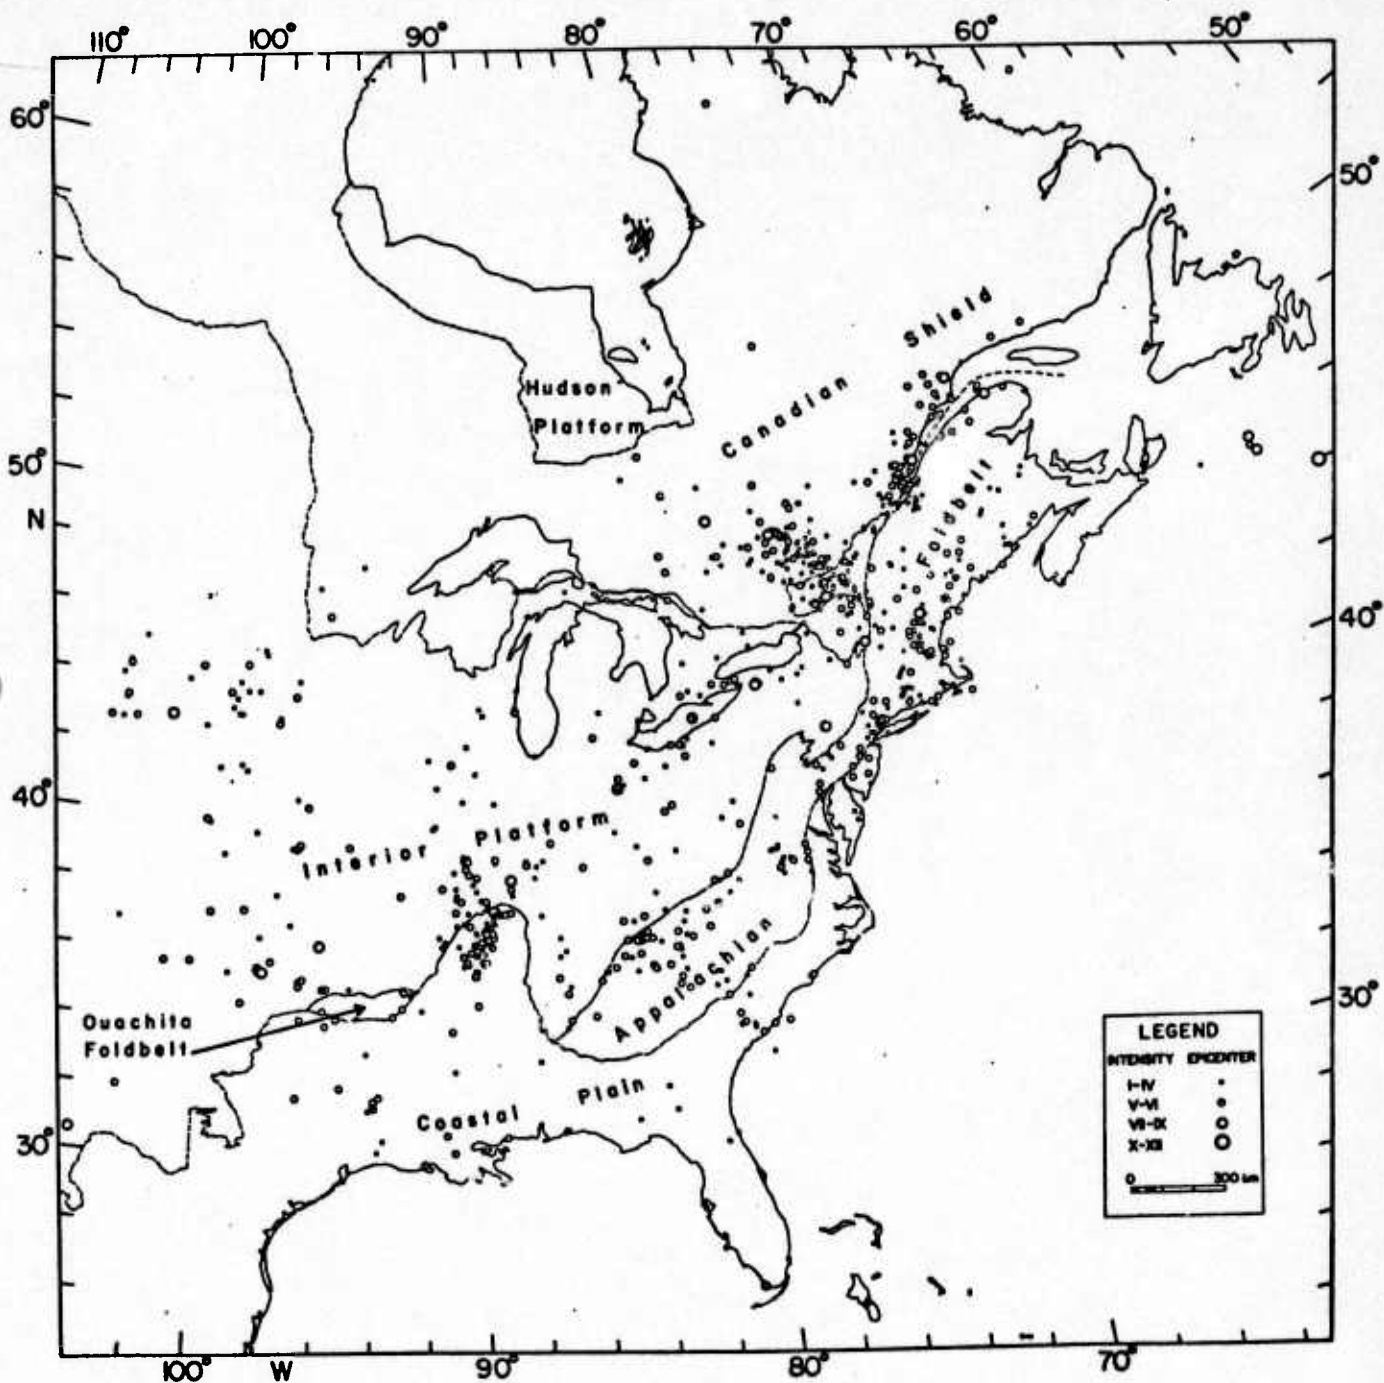 110° 100° 90° 80° 70° 60° 50°
60°
50°
Canadian Shield
Hudson
Platform
50°
N
Foldbelt
40°
40°
Interior Platform
Appalachian
30°
Ouachita
Foldbelt
Coastal Plain
30°
LEGEND
INTENSITY EPICENTER
I-IV
V-VI
VII-IX
X-XII
0 300 km
100° W 90° 80° 70°